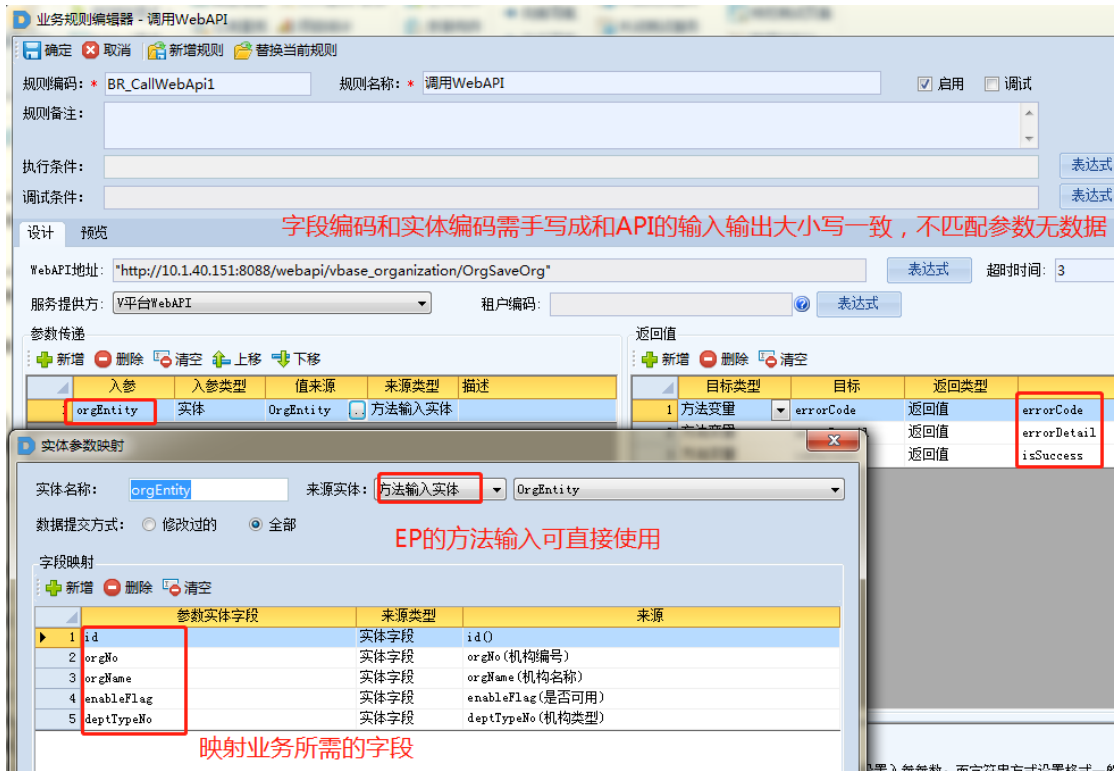 业务规则编辑器 - 调用WebAPI
确定 取消 新增规则 替换当前规则
规则编码: * BR_CallWebApi1 规则名称: * 调用WebAPI 启用 调试
规则备注:
执行条件: 表达式
调试条件: 表达式
设计 预览 字段编码和实体编码需手写成和API的输入输出大小写一致，不匹配参数无数据
WebAPI地址: "http://10.1.40.151:8088/webapi/vbase_organization/OrgSaveOrg" 表达式 超时时间: 3
服务提供方: V平台WebAPI 租户编码: 表达式
参数传递 返回值
新增 删除 清空 上移 下移 新增 删除 清空
入参 入参类型 值来源 来源类型 描述 目标类型 目标 返回类型
1 orgEntity 实体 OrgEntity .. 方法输入实体 1 方法变量 errorCode 返回值 errorCode
返回值 errorDetail
返回值 isSuccess
实体参数映射
实体名称: orgEntity 来源实体: 方法输入实体 OrgEntity
数据提交方式: 修改过的 全部
EP的方法输入可直接使用
字段映射
新增 删除 清空
参数实体字段 来源类型 来源
1 id 实体字段 id()
2 orgNo 实体字段 orgNo(机构编号)
3 orgName 实体字段 orgName(机构名称)
4 enableFlag 实体字段 enableFlag(是否可用)
5 deptTypeNo 实体字段 deptTypeNo(机构类型)
映射业务所需的字段